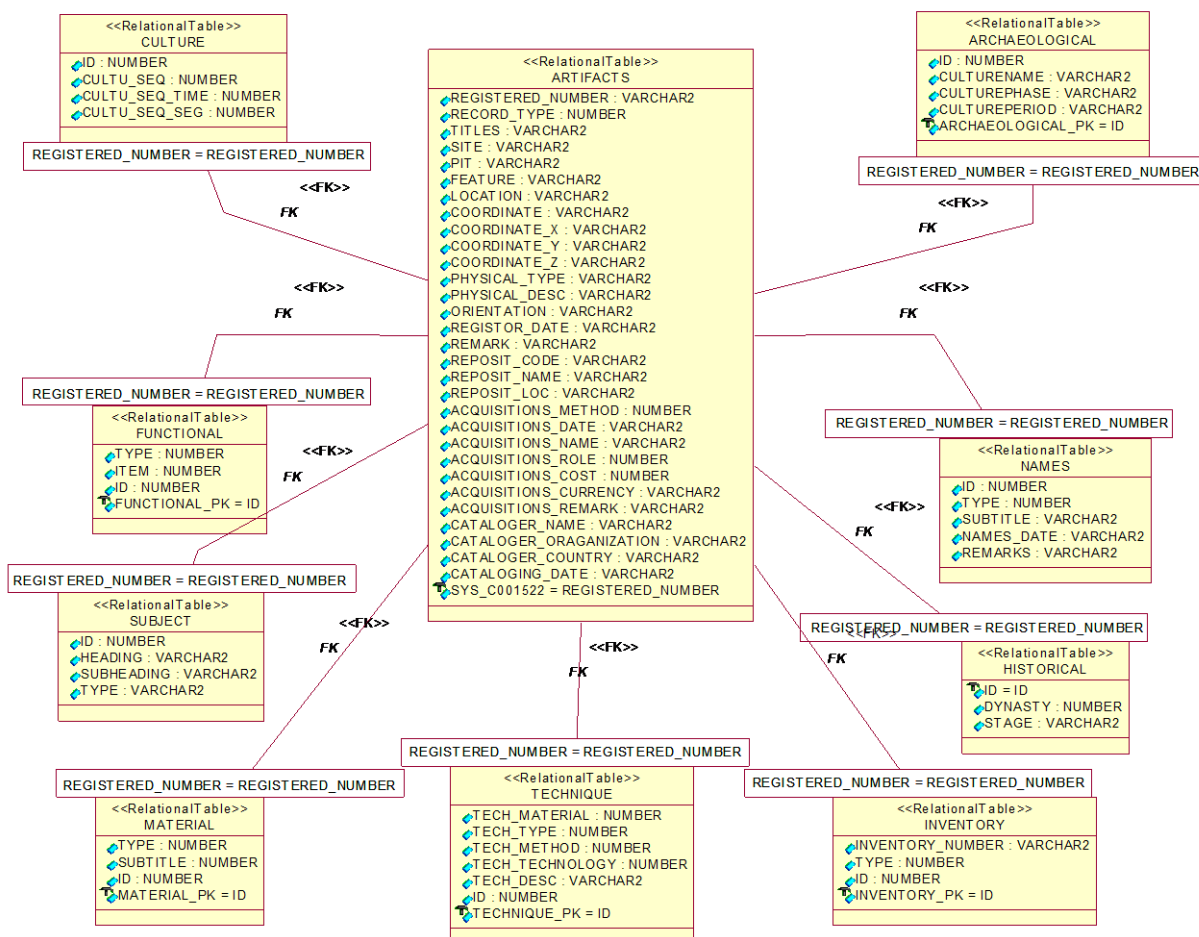 <<RelationalTable>>
CULTURE
ID : NUMBER
CULTU_SEQ : NUMBER
CULTU_SEQ_TIME : NUMBER
CULTU_SEQ_SEG : NUMBER
REGISTERED_NUMBER = REGISTERED_NUMBER
<<FK>>
FK
<<RelationalTable>>
ARTIFACTS
REGISTERED_NUMBER : VARCHAR2
RECORD_TYPE : NUMBER
TITLES : VARCHAR2
SITE : VARCHAR2
PIT : VARCHAR2
FEATURE : VARCHAR2
LOCATION : VARCHAR2
COORDINATE : VARCHAR2
COORDINATE_X : VARCHAR2
COORDINATE_Y : VARCHAR2
COORDINATE_Z : VARCHAR2
PHYSICAL_TYPE : VARCHAR2
PHYSICAL_DESC : VARCHAR2
ORIENTATION : VARCHAR2
REGISTOR_DATE : VARCHAR2
REMARK : VARCHAR2
REPOSIT_CODE : VARCHAR2
REPOSIT_NAME : VARCHAR2
REPOSIT_LOC : VARCHAR2
ACQUISITIONS_METHOD : NUMBER
ACQUISITIONS_DATE : VARCHAR2
ACQUISITIONS_NAME : VARCHAR2
ACQUISITIONS_ROLE : NUMBER
ACQUISITIONS_COST : NUMBER
ACQUISITIONS_CURRENCY : VARCHAR2
ACQUISITIONS_REMARK : VARCHAR2
CATALOGER_NAME : VARCHAR2
CATALOGER_ORAGANIZATION : VARCHAR2
CATALOGER_COUNTRY : VARCHAR2
CATALOGING_DATE : VARCHAR2
SYS_C001522 = REGISTERED_NUMBER
<<RelationalTable>>
ARCHAEOLOGICAL
ID : NUMBER
CULTURENAME : VARCHAR2
CULTUREPHASE : VARCHAR2
CULTUREPERIOD : VARCHAR2
ARCHAEOLOGICAL_PK = ID
REGISTERED_NUMBER = REGISTERED_NUMBER
<<FK>>
FK
<<FK>>
FK
REGISTERED_NUMBER = REGISTERED_NUMBER
<<RelationalTable>>
FUNCTIONAL
TYPE : NUMBER
ITEM : NUMBER
ID : NUMBER
FUNCTIONAL_PK = ID
<<FK>>
FK
REGISTERED_NUMBER = REGISTERED_NUMBER
<<RelationalTable>>
NAMES
ID : NUMBER
TYPE : NUMBER
SUBTITLE : VARCHAR2
NAMES_DATE : VARCHAR2
REMARKS : VARCHAR2
<<FK>>
FK
REGISTERED_NUMBER = REGISTERED_NUMBER
<<RelationalTable>>
SUBJECT
ID : NUMBER
HEADING : VARCHAR2
SUBHEADING : VARCHAR2
TYPE : VARCHAR2
<<FK>>
FK
REGISTERED_NUMBER = REGISTERED_NUMBER
<<RelationalTable>>
HISTORICAL
ID = ID
DYNASTY : NUMBER
STAGE : VARCHAR2
<<FK>>
FK
REGISTERED_NUMBER = REGISTERED_NUMBER
<<RelationalTable>>
MATERIAL
TYPE : NUMBER
SUBTITLE : NUMBER
ID : NUMBER
MATERIAL_PK = ID
<<FK>>
FK
REGISTERED_NUMBER = REGISTERED_NUMBER
<<RelationalTable>>
TECHNIQUE
TECH_MATERIAL : NUMBER
TECH_TYPE : NUMBER
TECH_METHOD : NUMBER
TECH_TECHNOLOGY : NUMBER
TECH_DESC : VARCHAR2
ID : NUMBER
TECHNIQUE_PK = ID
<<FK>>
FK
REGISTERED_NUMBER = REGISTERED_NUMBER
<<RelationalTable>>
INVENTORY
INVENTORY_NUMBER : VARCHAR2
TYPE : NUMBER
ID : NUMBER
INVENTORY_PK = ID